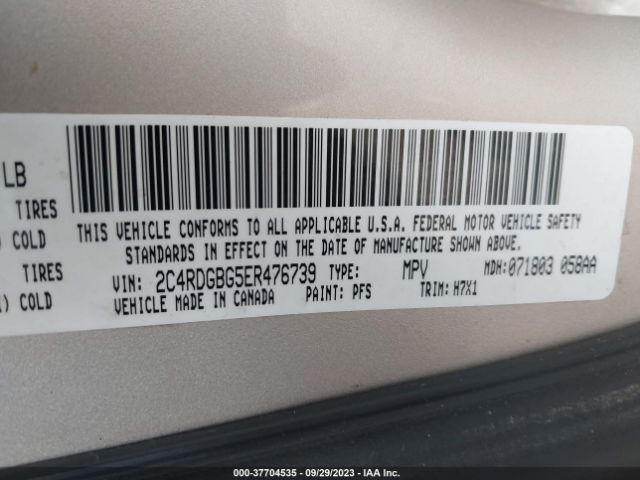 LB
TIRES
) COLD
TIRES
) COLD
THIS VEHICLE CONFORMS TO ALL APPLICABLE U.S.A. FEDERAL MOTOR VEHICLE SAFETY
STANDARDS IN EFFECT ON THE DATE OF MANUFACTURE SHOWN ABOVE.
VIN: 2C4RDGBG5ER476739 TYPE: MPV MDH:071803 058AA
VEHICLE MADE IN CANADA PAINT: PFS TRIM: H7X1
000-37704535 - 09/29/2023 - IAA Inc.